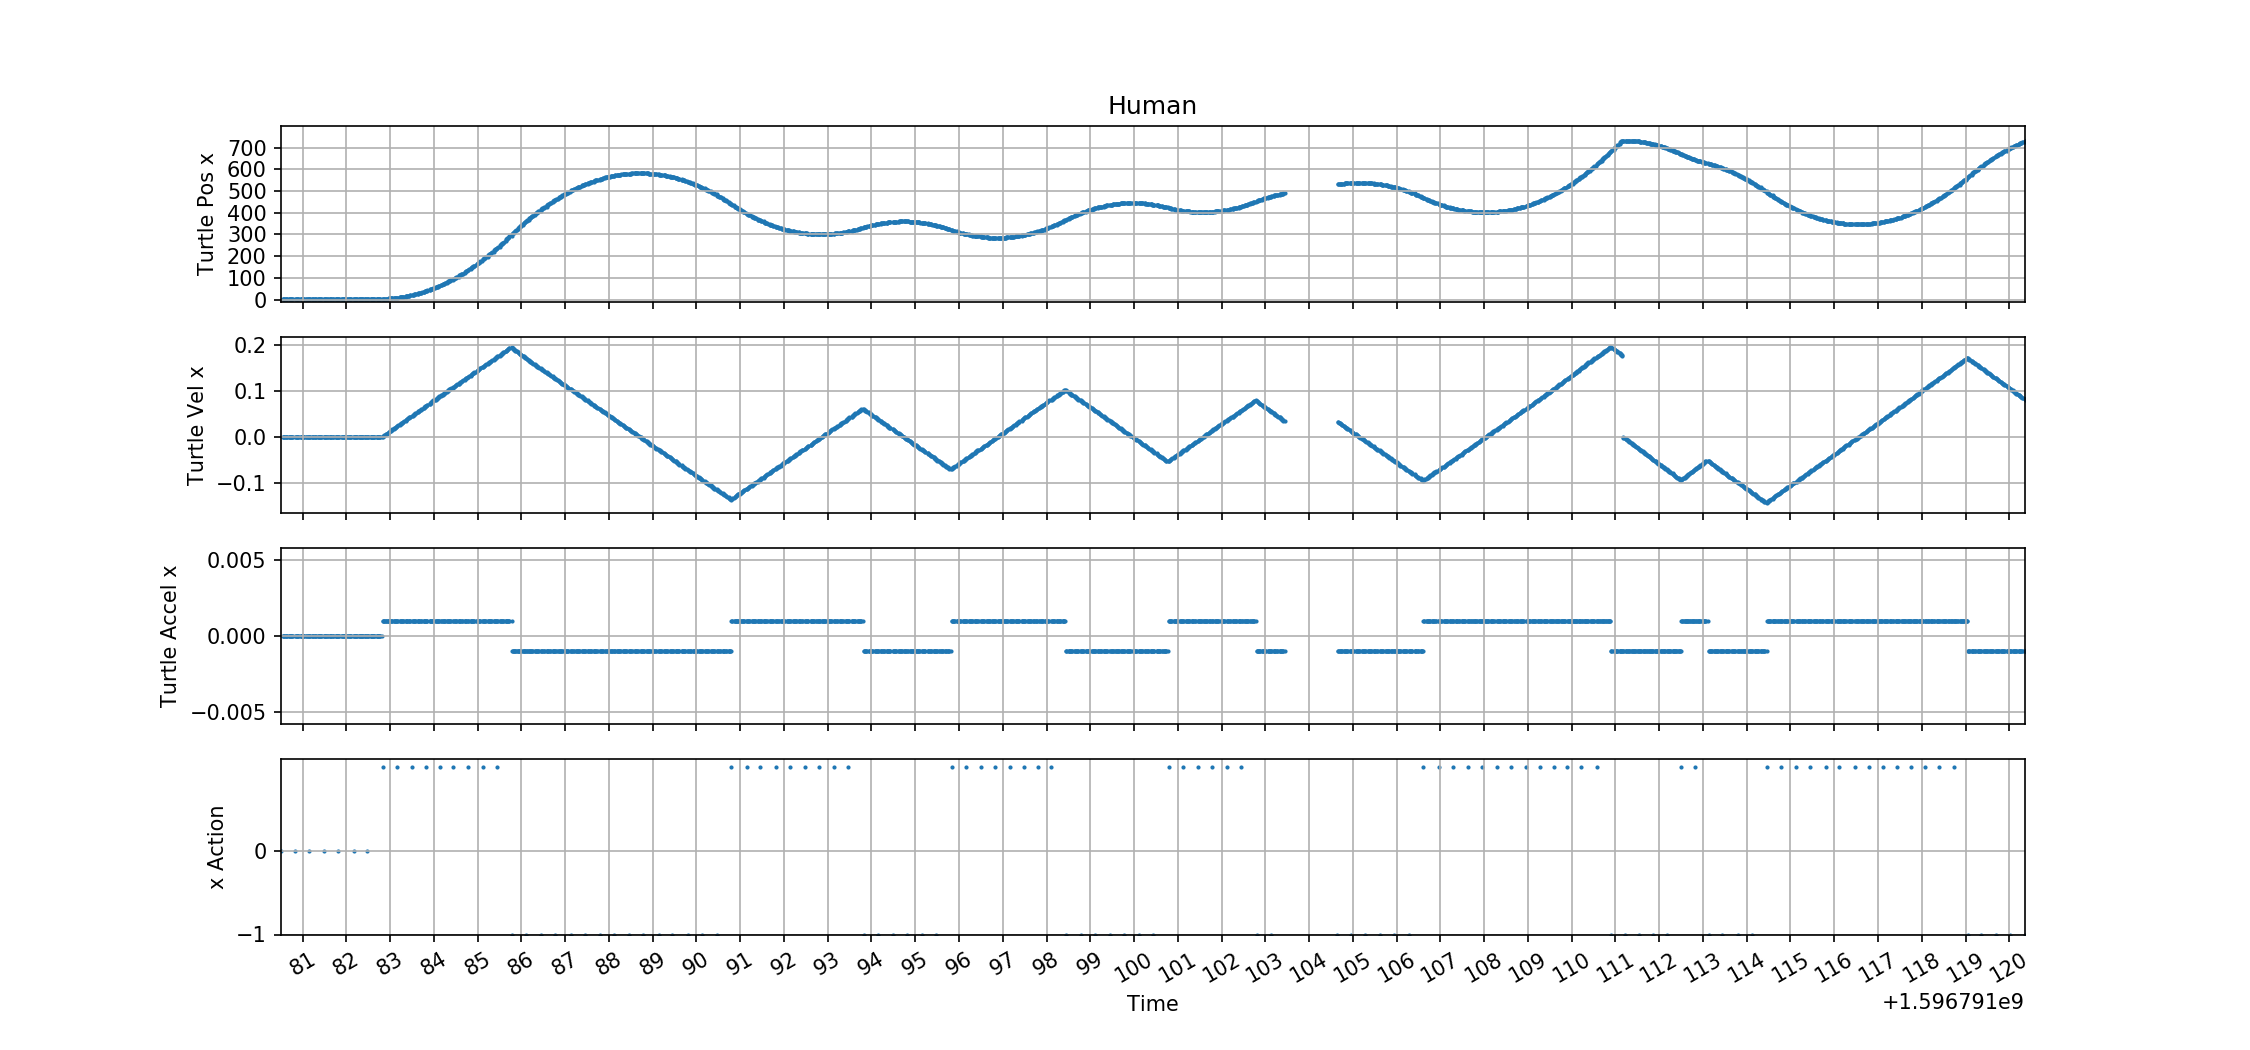 Human
Turtle Pos x
700
600
500
400
300
200
100
0
Turtle Vel x
0.2
0.1
0.0
−0.1
Turtle Accel x
0.005
0.000
−0.005
x Action
0
−1
81 82 83 84 85 86 87 88 89 90 91 92 93 94 95 96 97 98 99 100 101 102 103 104 105 106 107 108 109 110 111 112 113 114 115 116 117 118 119 120
Time
+1.596791e9